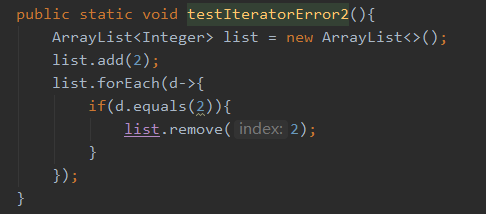 public static void testIteratorError2(){
    ArrayList<Integer> list = new ArrayList<>();
    list.add(2);
    list.forEach(d->{
        if(d.equals(2)){
            list.remove( index: 2);
        }
    });
}